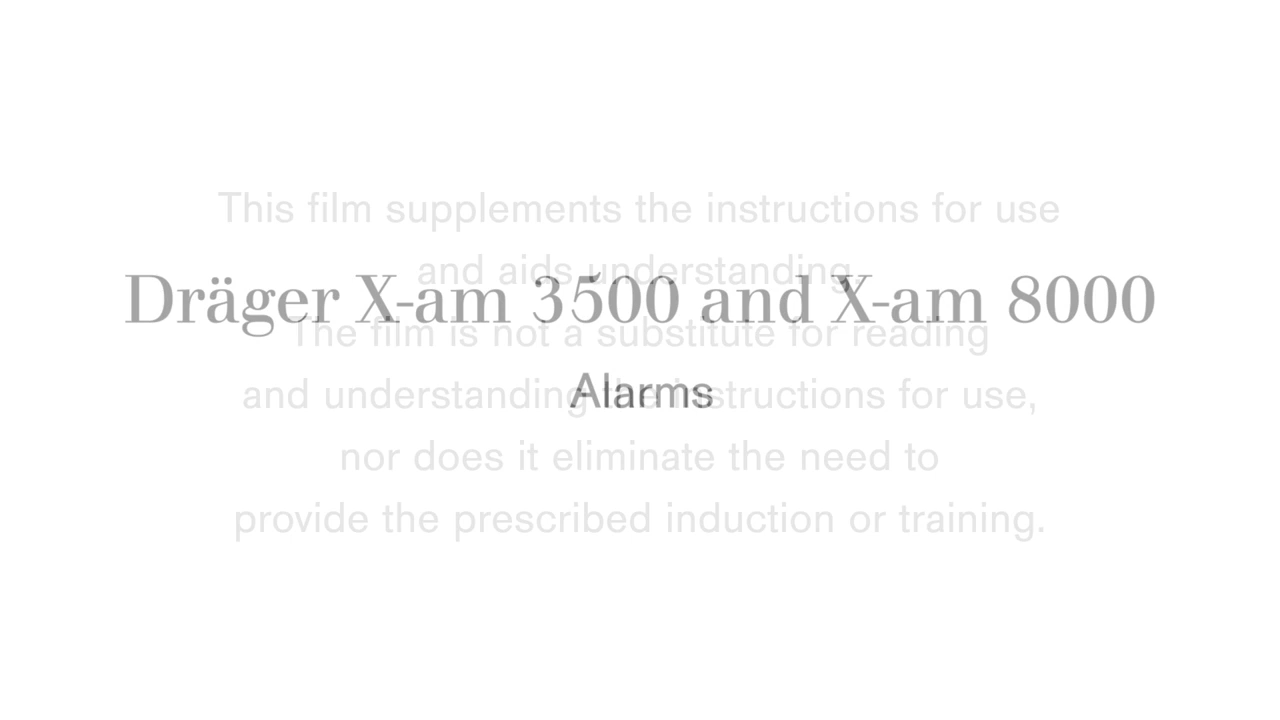 This film supplements the instructions for use
and aids understanding.
Dräger X-am 3500 and X-am 8000
The film is not a substitute for reading
Alarms
and understanding the instructions for use,
nor does it eliminate the need to
provide the prescribed induction or training.